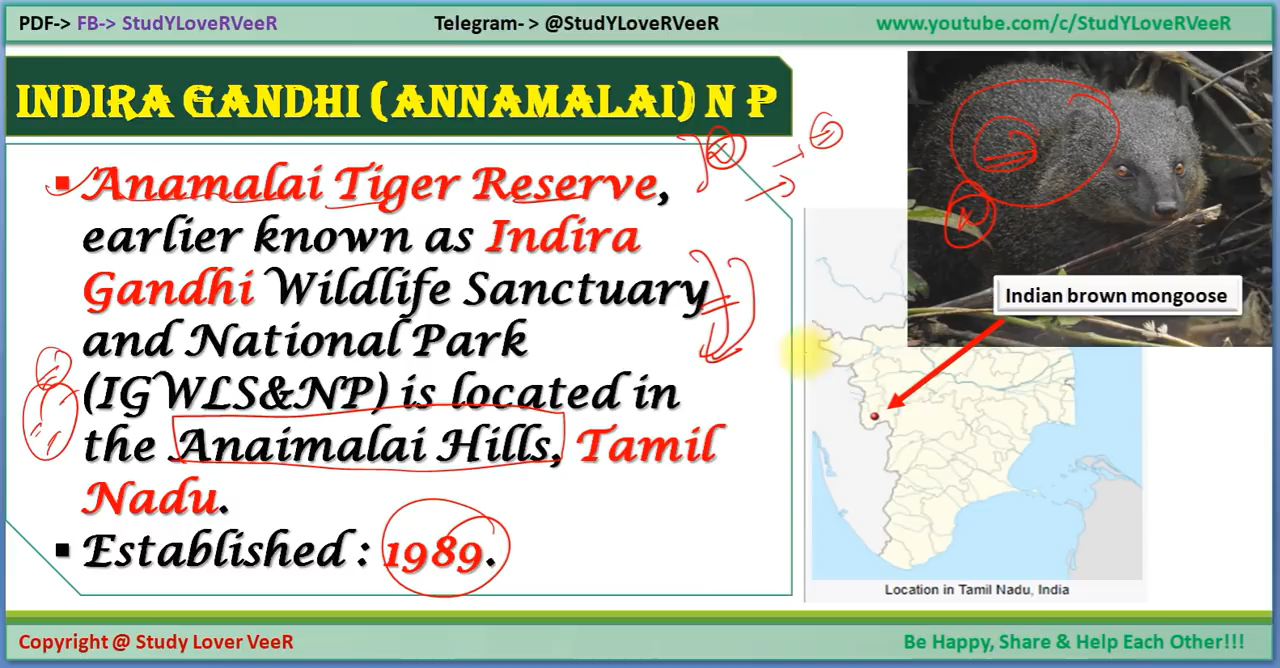 PDF-> FB-> StudYLoveRVeeR
Telegram- > @StudYLoveRVeeR
www.youtube.com/c/StudYLoveRVeeR
INDIRA GANDHI (ANNAMALAI) N P
▪ Anamalai Tiger Reserve,
earlier known as Indira
Gandhi Wildlife Sanctuary
and National Park
(IGWLS&NP) is located in
the Anaimalai Hills, Tamil
Nadu.
▪ Established : 1989.
Indian brown mongoose
Location in Tamil Nadu, India
Copyright @ Study Lover VeeR
Be Happy, Share & Help Each Other!!!